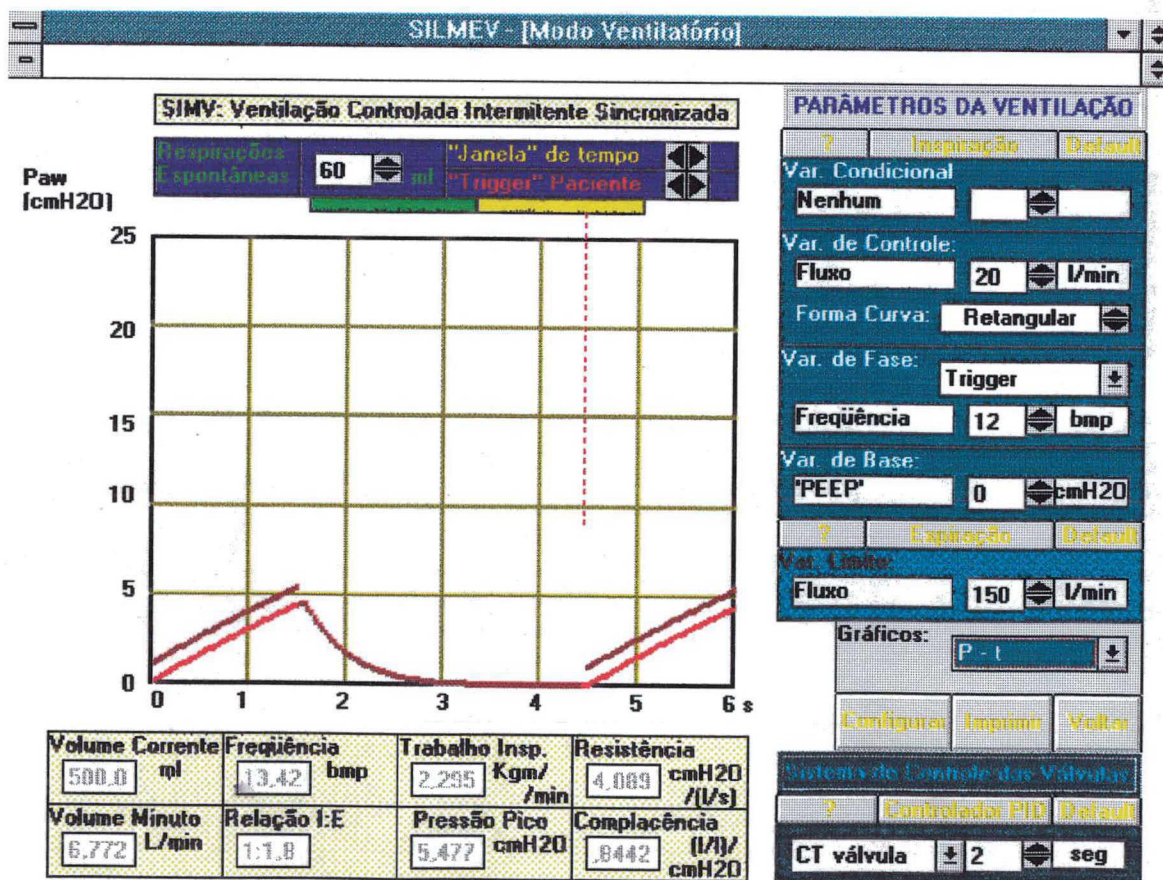 SILMEV - [Modo Ventilatório]
SIMV: Ventilação Controlada Intermitente Sincronizada
Respirações Espontâneas 60 ml
"Janela" de tempo
"Trigger" Paciente
Paw
(cmH2O)
25
20
15
10
5
0
0 1 2 3 4 5 6 s
Volume Corrente 500,0 ml
Freqüência 13,42 bmp
Trabalho Insp. 2,295 Kgm/ /min
Resistência 4,089 cmH2O /(l/s)
Volume Minuto 6,772 L/min
Relação I:E 1:1,8
Pressão Pico 5,477 cmH2O
Complacência ,8442 (l/l)/ cmH2O
PARÂMETROS DA VENTILAÇÃO
? Inspiração Default
Var. Condicional
Nenhum
Var. de Controle:
Fluxo 20 l/min
Forma Curva: Retangular
Var. de Fase:
Trigger
Freqüência 12 bmp
Var. de Base:
'PEEP' 0 cmH2O
? Expiração Default
Var. Limite:
Fluxo 150 l/min
Gráficos:
P - t
Configurar Imprimir Voltar
Sistema de Controle das Válvulas
? Controlador PID Default
CT válvula 2 seg